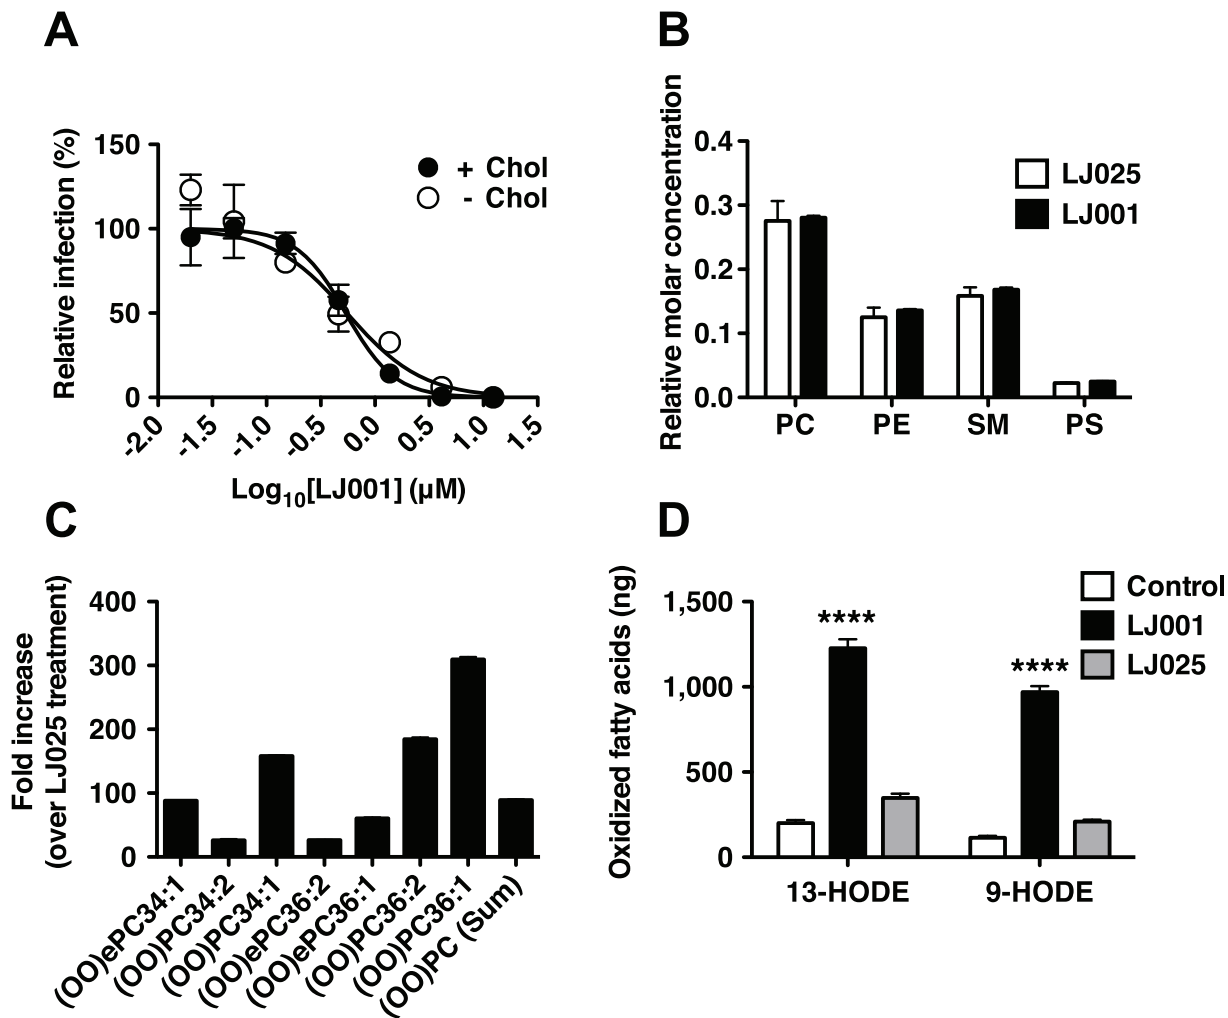 A
Relative infection (%)
150
100
50
0
-2.0
-1.5
-1.0
-0.5
0.0
0.5
1.0
1.5
Log10[LJ001] (μM)
+ Chol
- Chol
B
Relative molar concentration
0.4
0.3
0.2
0.1
0.0
PC
PE
SM
PS
LJ025
LJ001
C
Fold increase
(over LJ025 treatment)
400
300
200
100
0
(OO)ePC34:1
(OO)PC34:2
(OO)PC34:1
(OO)ePC36:2
(OO)ePC36:1
(OO)PC36:2
(OO)PC36:1
(OO)PC (Sum)
D
Oxidized fatty acids (ng)
1,500
1,000
500
0
****
****
13-HODE
9-HODE
Control
LJ001
LJ025